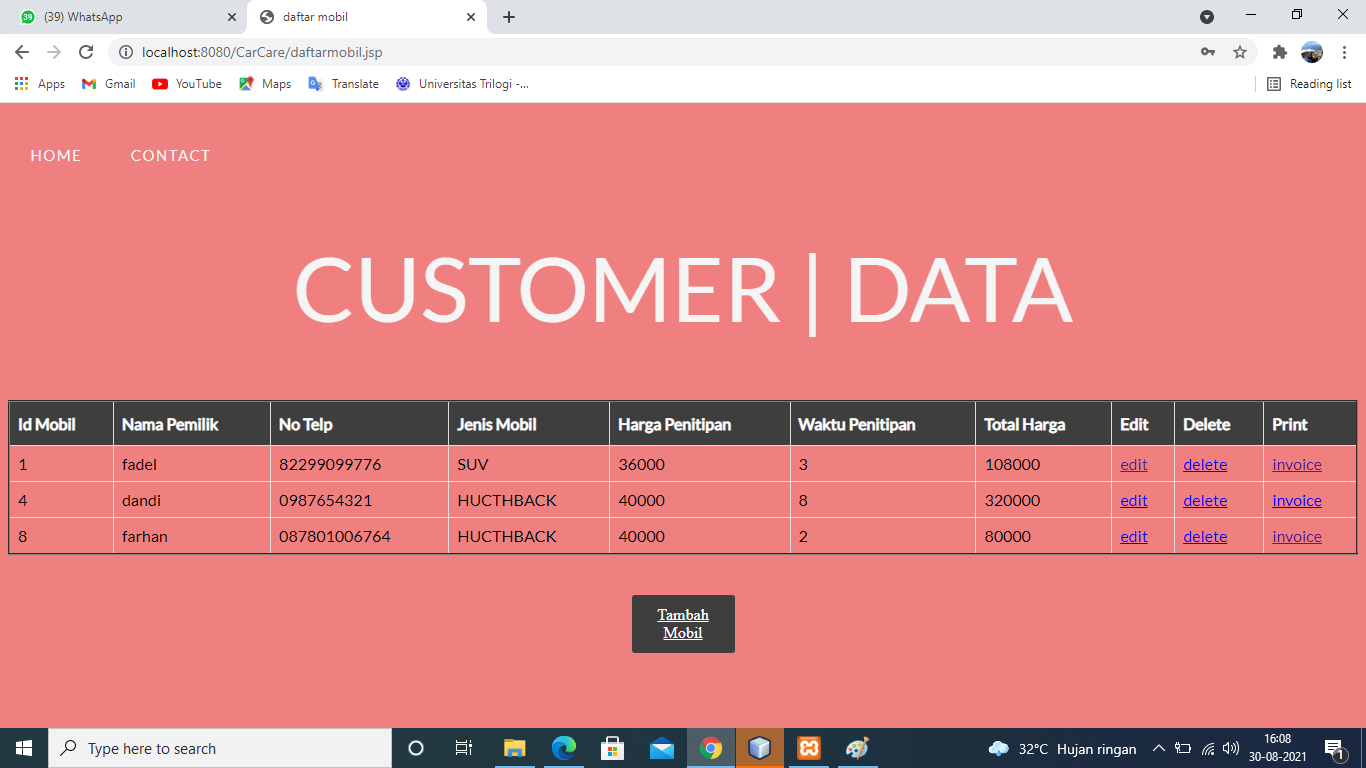 39 (39) WhatsApp daftar mobil
localhost:8080/CarCare/daftarmobil.jsp
Apps Gmail YouTube Maps Translate Universitas Trilogi -... Reading list
HOME CONTACT
CUSTOMER | DATA
Id Mobil Nama Pemilik No Telp Jenis Mobil Harga Penitipan Waktu Penitipan Total Harga Edit Delete Print
1 fadel 82299099776 SUV 36000 3 108000 edit delete invoice
4 dandi 0987654321 HUCTHBACK 40000 8 320000 edit delete invoice
8 farhan 087801006764 HUCTHBACK 40000 2 80000 edit delete invoice
Tambah
Mobil
Type here to search 32°C Hujan ringan 16:08
30-08-2021 1